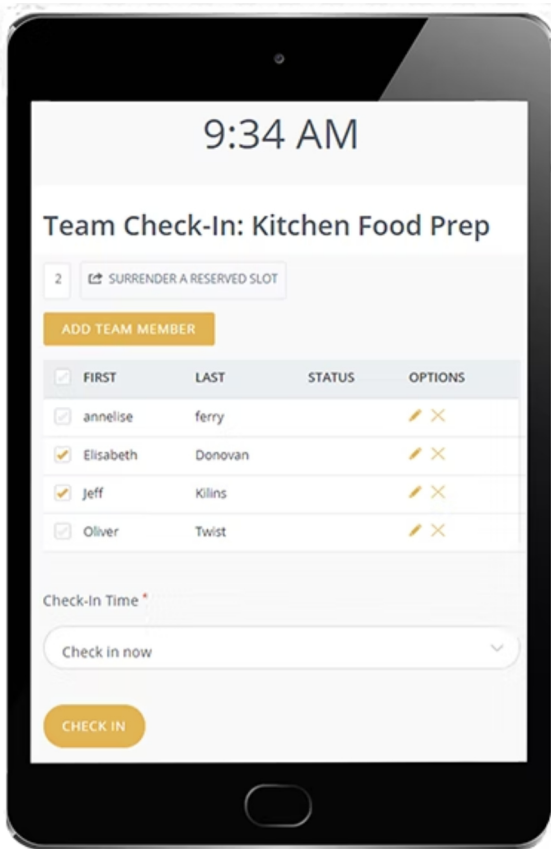 9:34 AM
Team Check-In: Kitchen Food Prep
2 SURRENDER A RESERVED SLOT
ADD TEAM MEMBER
FIRST LAST STATUS OPTIONS
annelise ferry
Elisabeth Donovan
Jeff Kilins
Oliver Twist
Check-In Time *
Check in now
CHECK IN